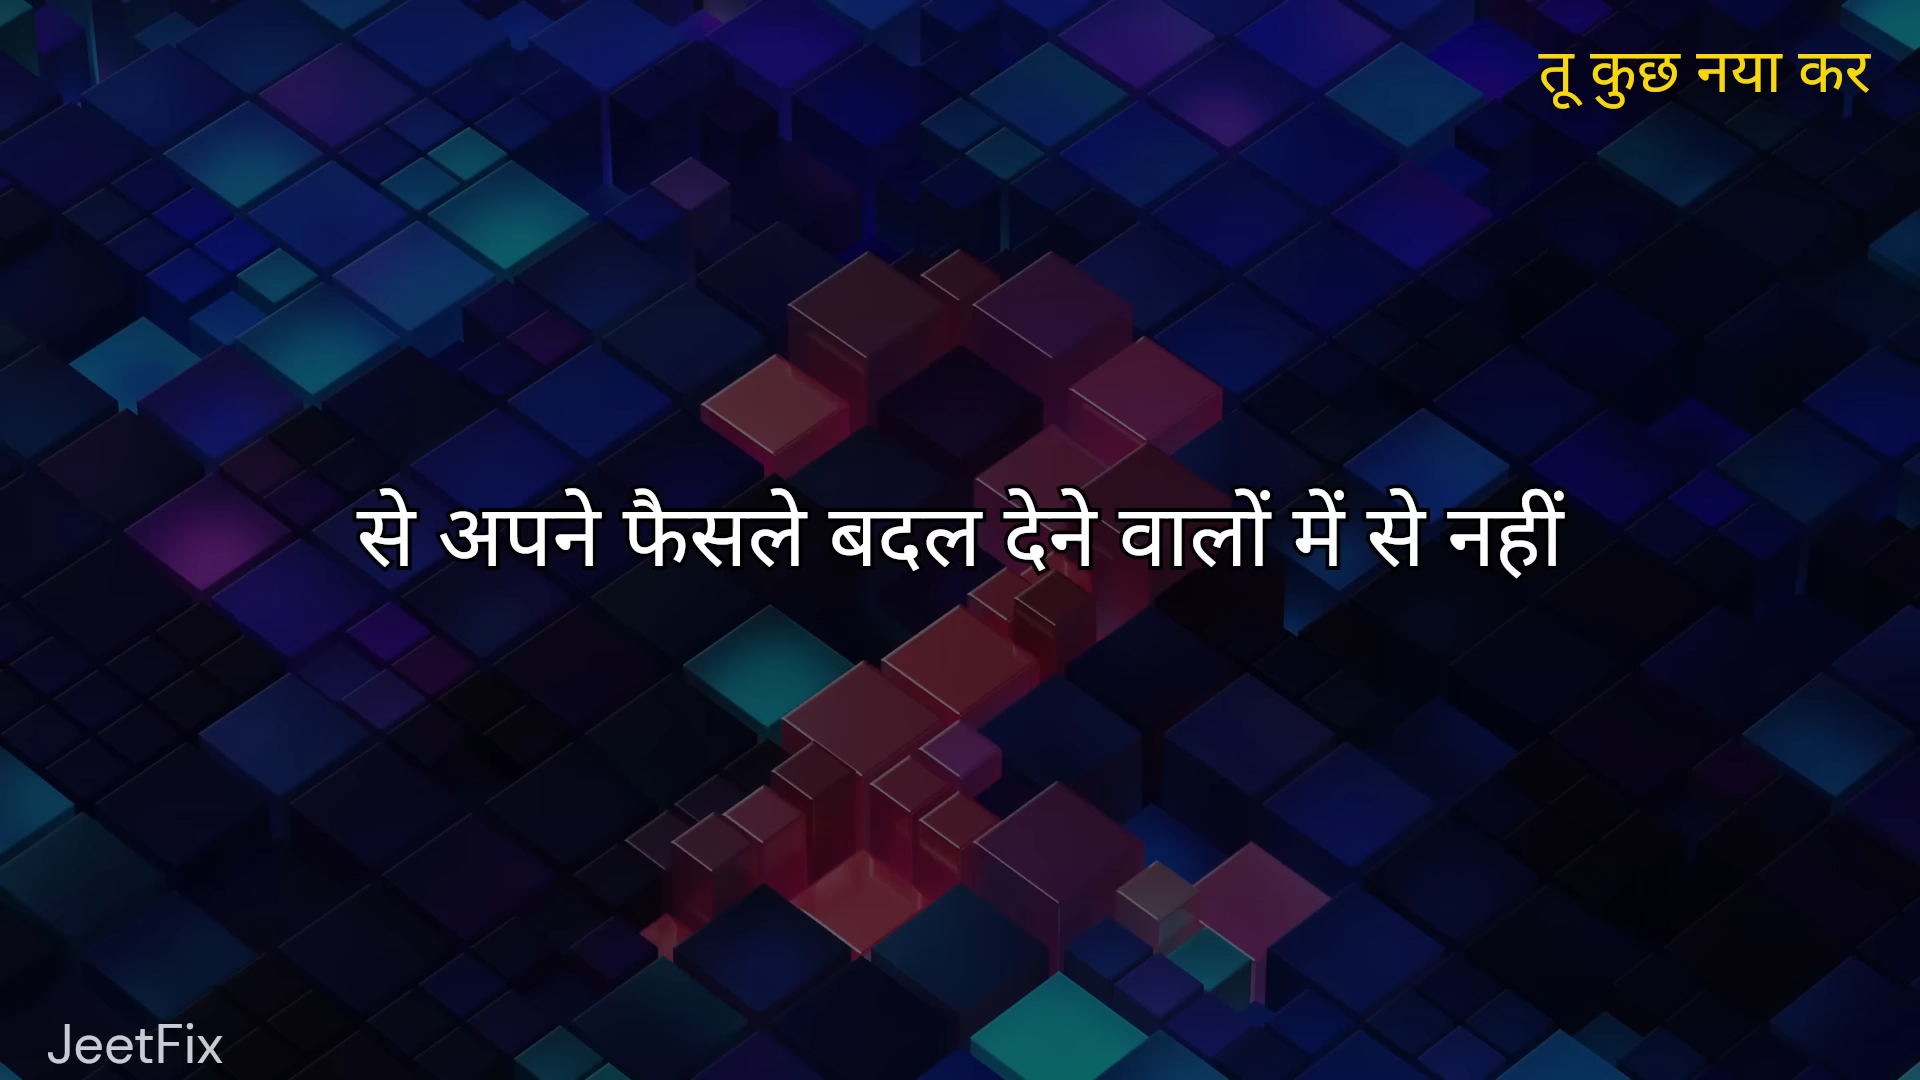 तू कुछ नया कर
से अपने फैसले बदल देने वालों में से नहीं
JeetFix